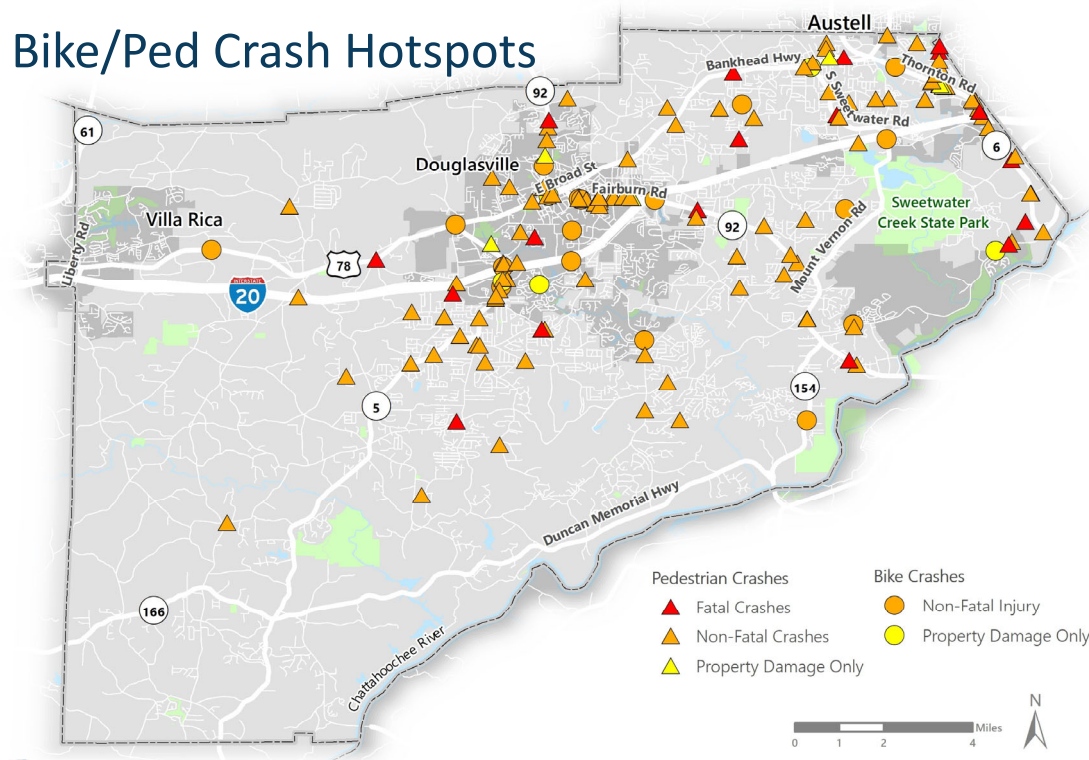 Bike/Ped Crash Hotspots
Austell
Bankhead Hwy
Thornton Rd
92
S Sweetwater Rd
61
6
Douglasville
E Broad St
Fairburn Rd
Sweetwater
Creek State Park
Villa Rica
Liberty Rd
92
Mount Vernon Rd
78
INTERSTATE
20
154
5
Duncan Memorial Hwy
166
Chattahoochee River
Pedestrian Crashes
Fatal Crashes
Non-Fatal Crashes
Property Damage Only
Bike Crashes
Non-Fatal Injury
Property Damage Only
N
Miles
0 1 2 4